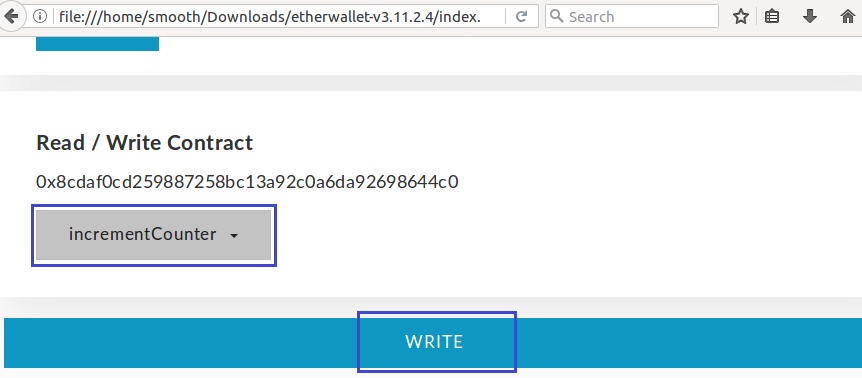 file:///home/smooth/Downloads/etherwallet-v3.11.2.4/index.
Search
Read / Write Contract
0x8cdaf0cd259887258bc13a92c0a6da92698644c0
incrementCounter
WRITE